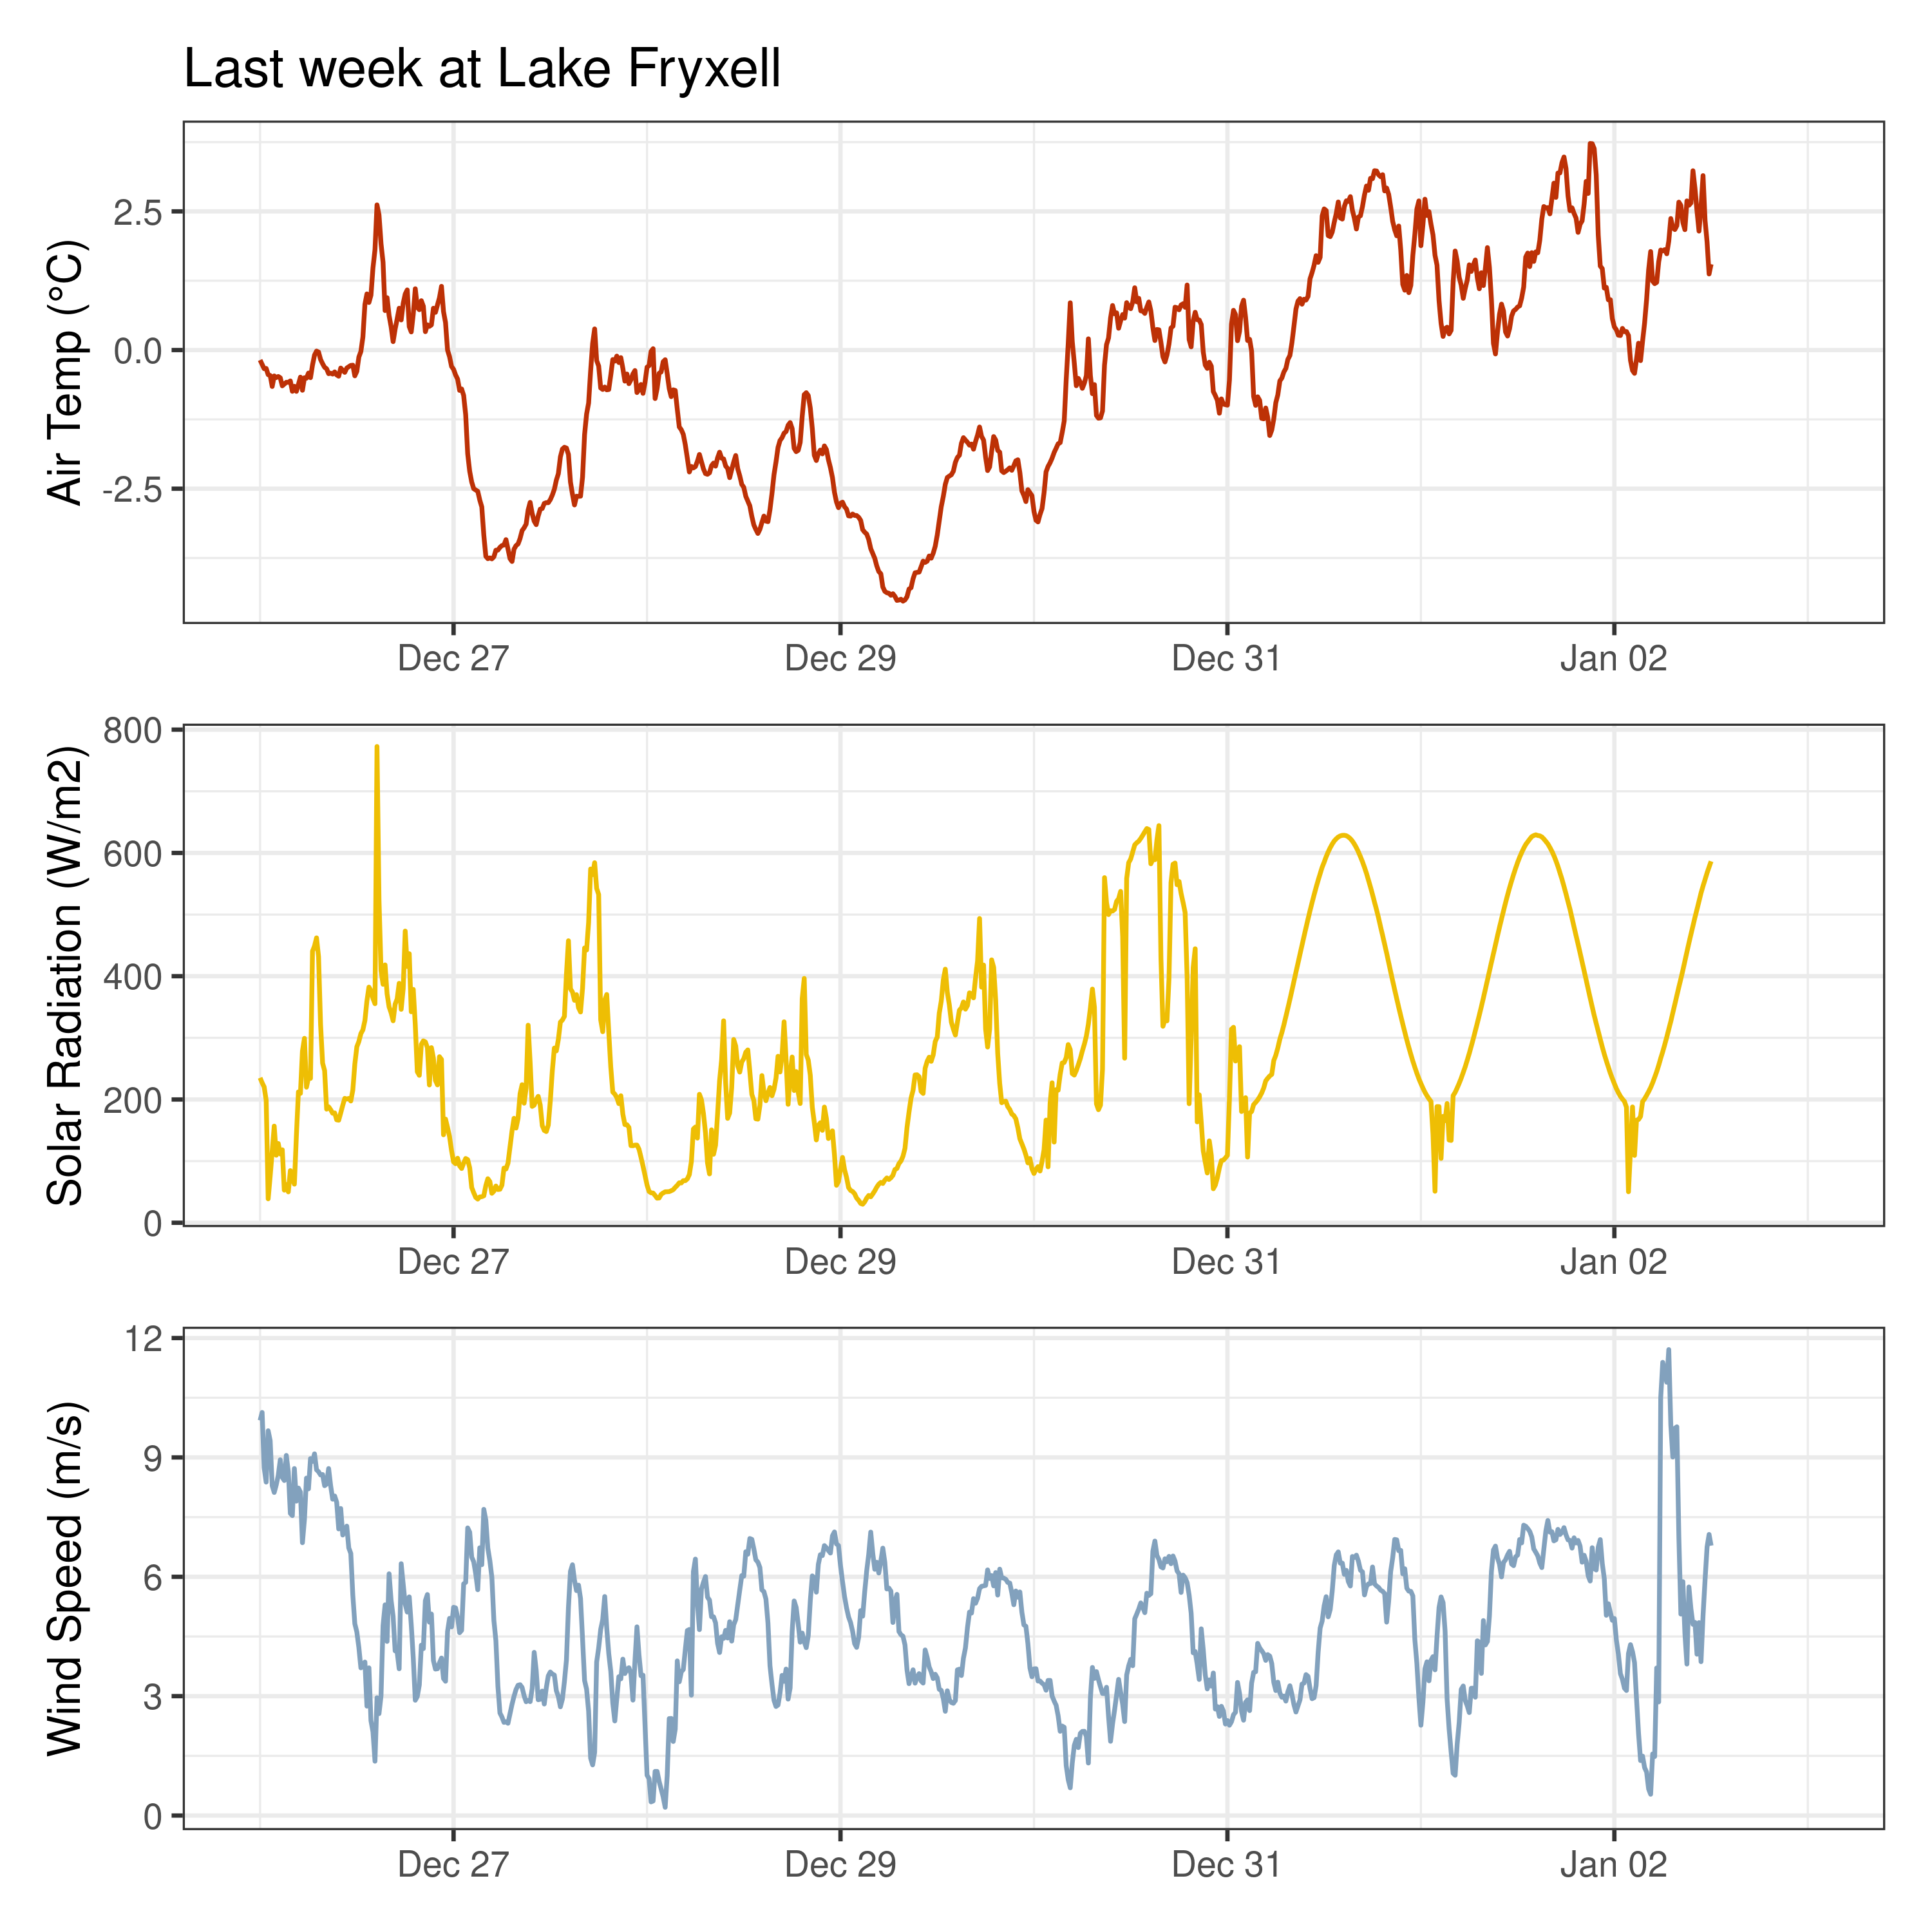 Last week at Lake Fryxell
Air Temp (°C)
2.5
0.0
-2.5
Dec 27 Dec 29 Dec 31 Jan 02
Solar Radiation (W/m2)
800
600
400
200
0
Dec 27 Dec 29 Dec 31 Jan 02
Wind Speed (m/s)
12
9
6
3
0
Dec 27 Dec 29 Dec 31 Jan 02